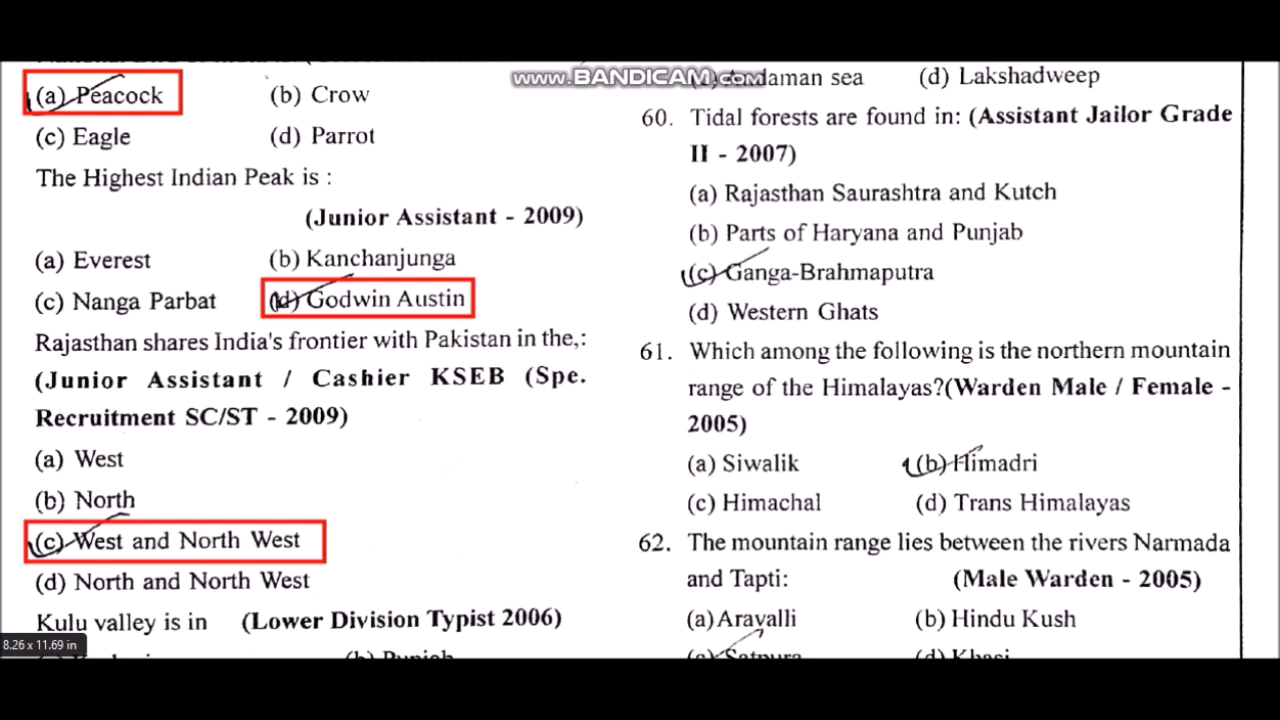 www.BANDICAM.com
(a) Peacock (b) Crow
(c) Eagle (d) Parrot
The Highest Indian Peak is :
(Junior Assistant - 2009)
(a) Everest (b) Kanchanjunga
(c) Nanga Parbat (d) Godwin Austin
Rajasthan shares India's frontier with Pakistan in the,:
(Junior Assistant / Cashier KSEB (Spe.
Recruitment SC/ST - 2009)
(a) West
(b) North
(c) West and North West
(d) North and North West
Kulu valley is in (Lower Division Typist 2006)
(b) Punjab
8.26 x 11.69 in
sea (d) Lakshadweep
60. Tidal forests are found in: (Assistant Jailor Grade
II - 2007)
(a) Rajasthan Saurashtra and Kutch
(b) Parts of Haryana and Punjab
(c) Ganga-Brahmaputra
(d) Western Ghats
61. Which among the following is the northern mountain
range of the Himalayas?(Warden Male / Female -
2005)
(a) Siwalik (b) Himadri
(c) Himachal (d) Trans Himalayas
62. The mountain range lies between the rivers Narmada
and Tapti: (Male Warden - 2005)
(a) Aravalli (b) Hindu Kush
(c) Satpura (d) Khasi